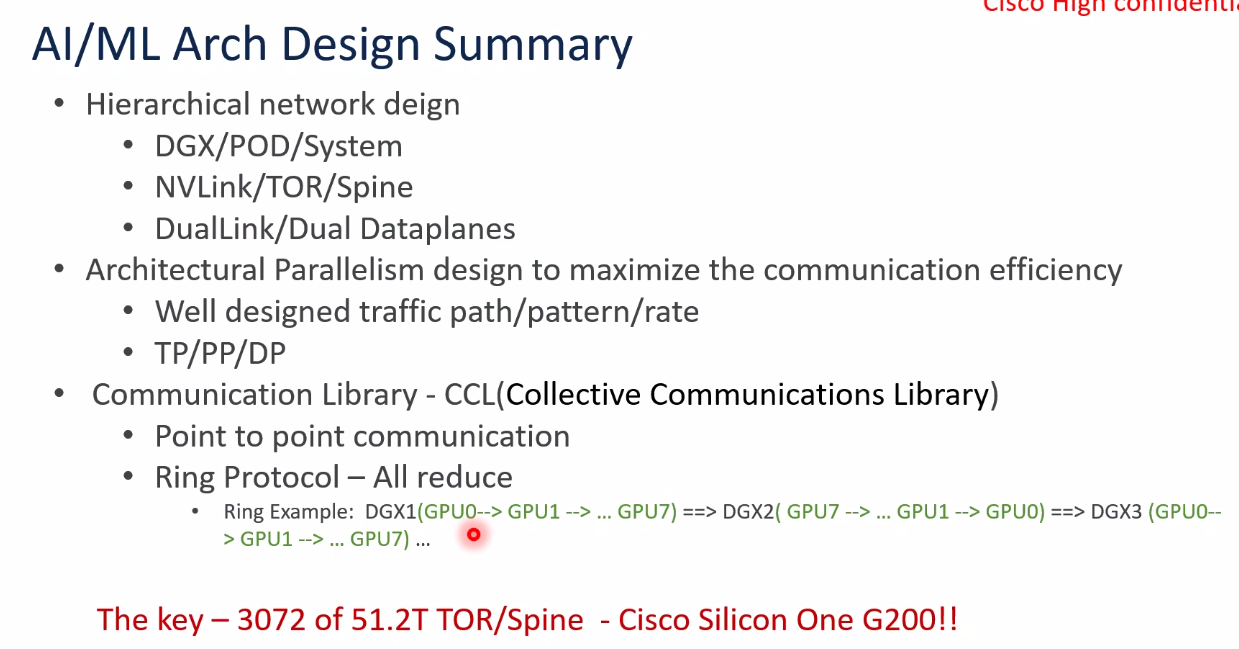 Cisco High
AI/ML Arch Design Summary
• Hierarchical network deign
• DGX/POD/System
• NVLink/TOR/Spine
• DualLink/Dual Dataplanes
• Architectural Parallelism design to maximize the communication efficiency
• Well designed traffic path/pattern/rate
• TP/PP/DP
• Communication Library - CCL(Collective Communications Library)
• Point to point communication
• Ring Protocol – All reduce
• Ring Example: DGX1(GPU0--> GPU1 --> ... GPU7) ==> DGX2( GPU7 --> ... GPU1 --> GPU0) ==> DGX3 (GPU0--
> GPU1 --> ... GPU7) ...
The key – 3072 of 51.2T TOR/Spine - Cisco Silicon One G200!!